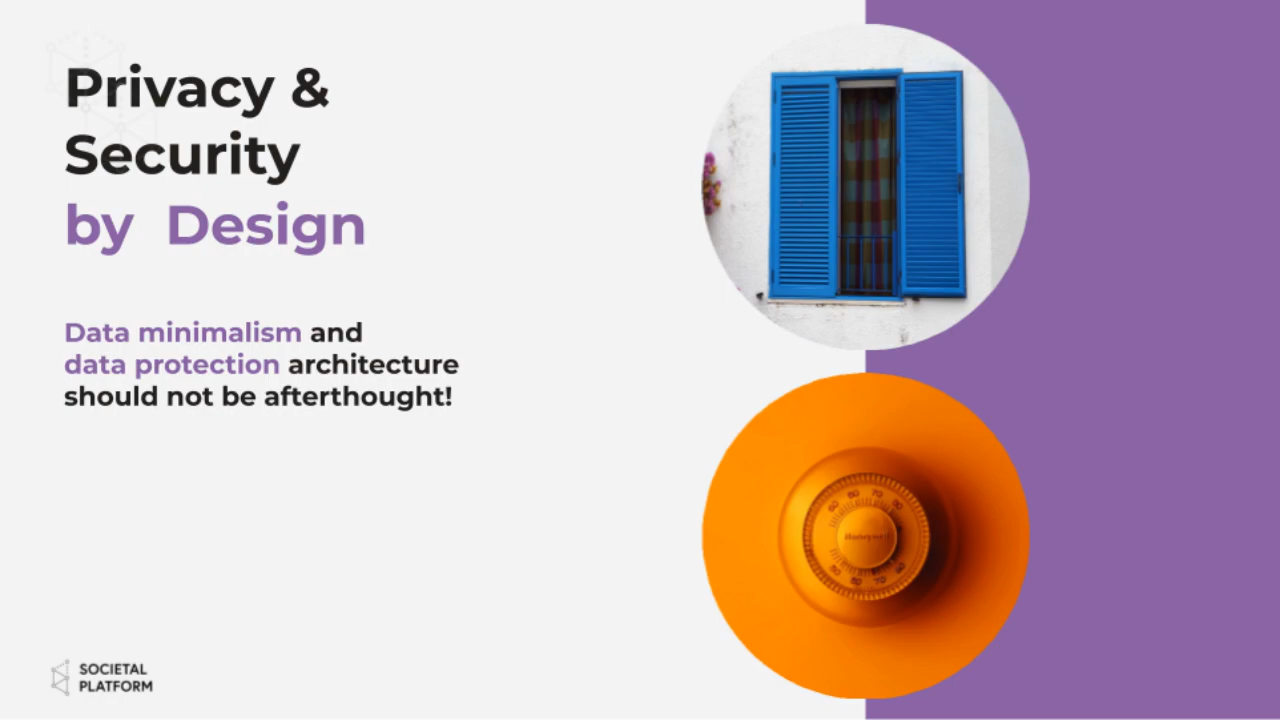 Privacy &
Security
by Design
Data minimalism and
data protection architecture
should not be afterthought!
SOCIETAL
PLATFORM